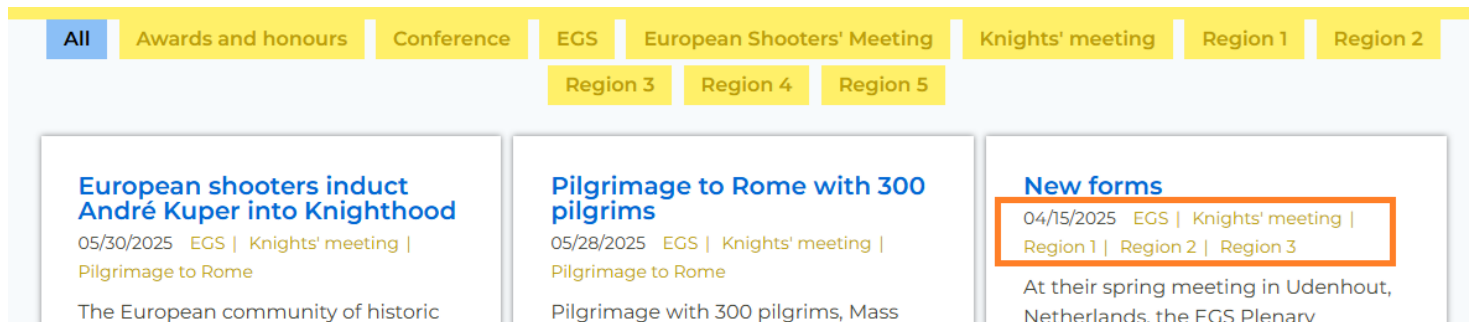 All Awards and honours Conference EGS European Shooters' Meeting Knights' meeting Region 1 Region 2
Region 3 Region 4 Region 5
European shooters induct
André Kuper into Knighthood
05/30/2025 EGS | Knights' meeting |
Pilgrimage to Rome
The European community of historic
Pilgrimage to Rome with 300
pilgrims
05/28/2025 EGS | Knights' meeting |
Pilgrimage to Rome
Pilgrimage with 300 pilgrims, Mass
New forms
04/15/2025 EGS | Knights' meeting |
Region 1 | Region 2 | Region 3
At their spring meeting in Udenhout,
Netherlands, the EGS Plenary